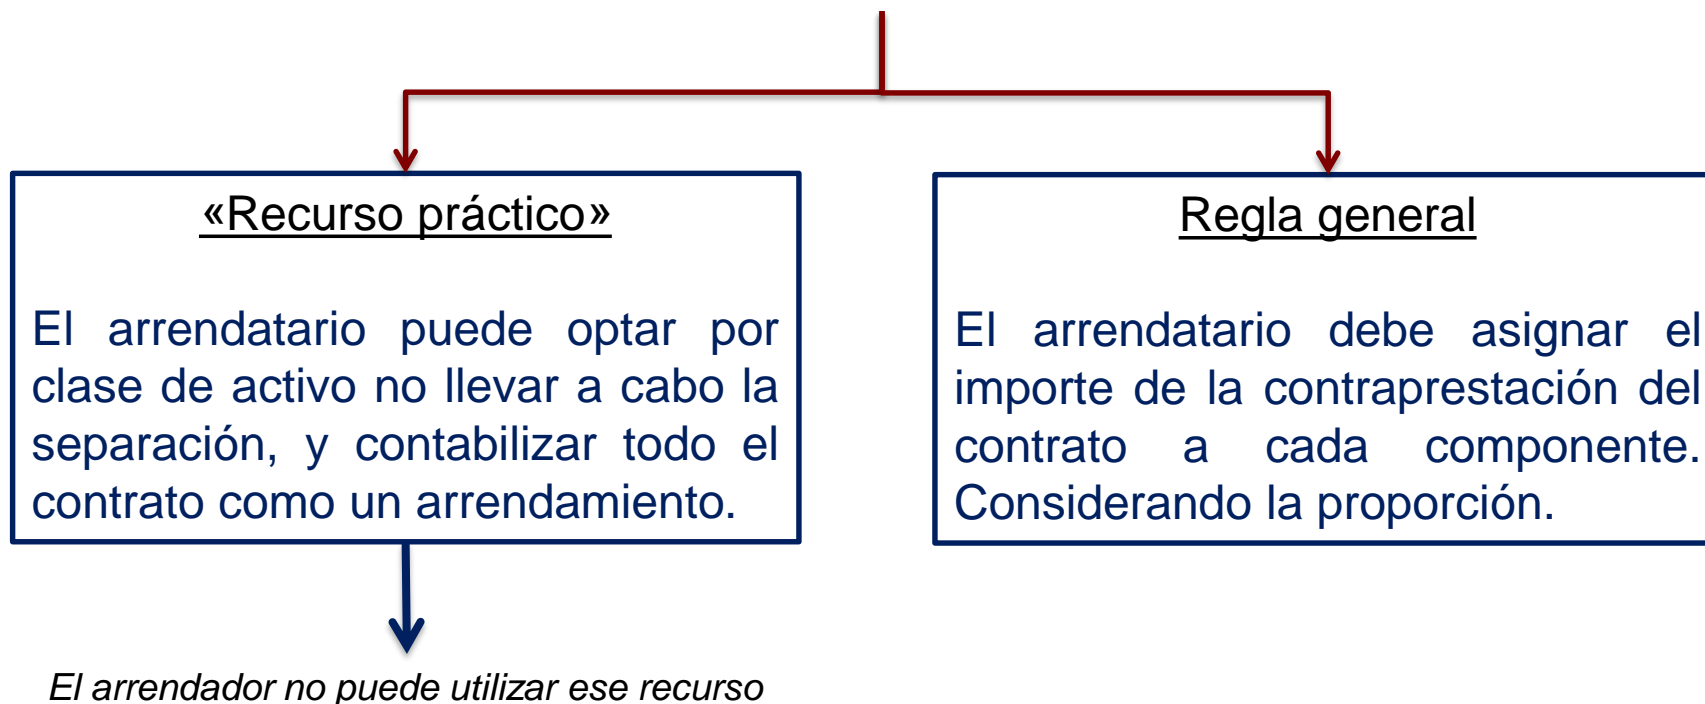 «Recurso práctico»
El arrendatario puede optar por
clase de activo no llevar a cabo la
separación, y contabilizar todo el
contrato como un arrendamiento.
Regla general
El arrendatario debe asignar el
importe de la contraprestación del
contrato a cada componente.
Considerando la proporción.
El arrendador no puede utilizar ese recurso